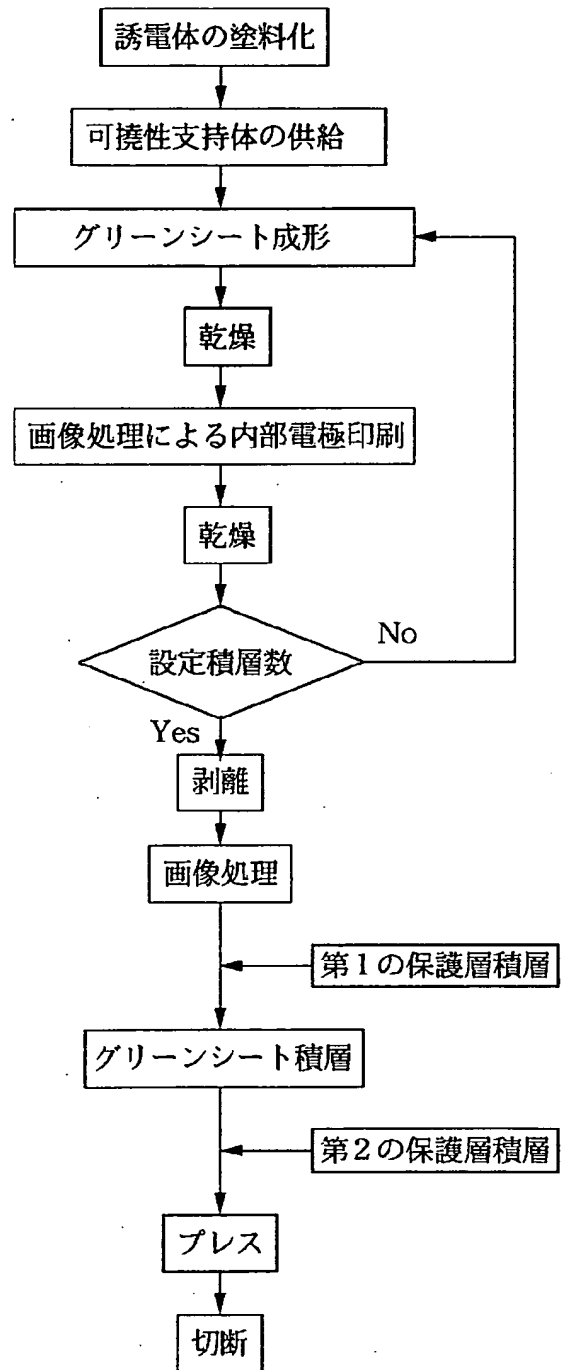 誘電体の塗料化
可撓性支持体の供給
グリーンシート成形
乾燥
画像処理による内部電極印刷
乾燥
設定積層数
No
Yes
剥離
画像処理
第1の保護層積層
グリーンシート積層
第2の保護層積層
プレス
切断